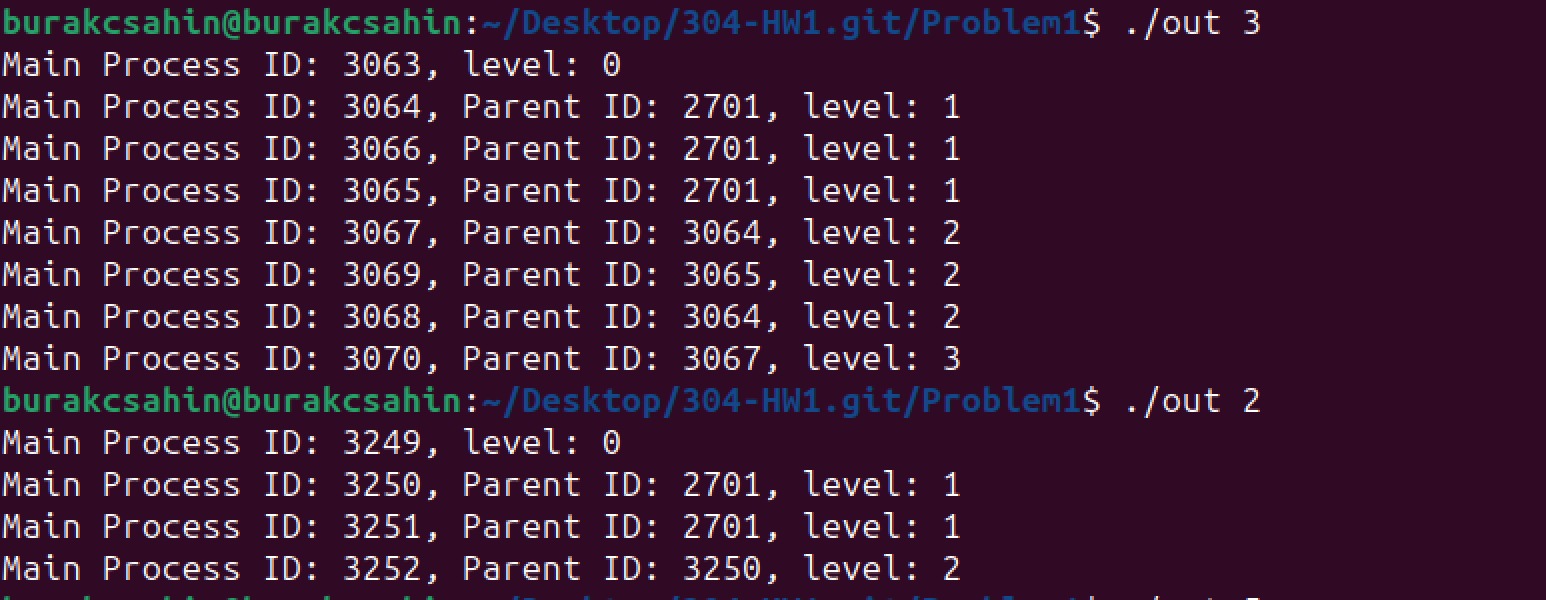 burakcsahin@burakcsahin:~/Desktop/304-HW1.git/Problem1$ ./out 3
Main Process ID: 3063, level: 0
Main Process ID: 3064, Parent ID: 2701, level: 1
Main Process ID: 3066, Parent ID: 2701, level: 1
Main Process ID: 3065, Parent ID: 2701, level: 1
Main Process ID: 3067, Parent ID: 3064, level: 2
Main Process ID: 3069, Parent ID: 3065, level: 2
Main Process ID: 3068, Parent ID: 3064, level: 2
Main Process ID: 3070, Parent ID: 3067, level: 3
burakcsahin@burakcsahin:~/Desktop/304-HW1.git/Problem1$ ./out 2
Main Process ID: 3249, level: 0
Main Process ID: 3250, Parent ID: 2701, level: 1
Main Process ID: 3251, Parent ID: 2701, level: 1
Main Process ID: 3252, Parent ID: 3250, level: 2